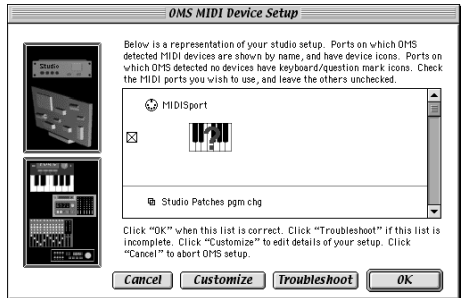 OMS MIDI Device Setup
Below is a representation of your studio setup. Ports on which OMS
detected MIDI devices are shown by name, and have device icons. Ports on
which OMS detected no devices have keyboard/question mark icons. Check
the MIDI ports you wish to use, and leave the others unchecked.
Studio
MIDISport
?
Studio Patches pgm chg
Click “OK” when this list is correct. Click “Troubleshoot” if this list is
incomplete. Click “Customize” to edit details of your setup. Click
“Cancel” to abort OMS setup.
Cancel Customize Troubleshoot OK